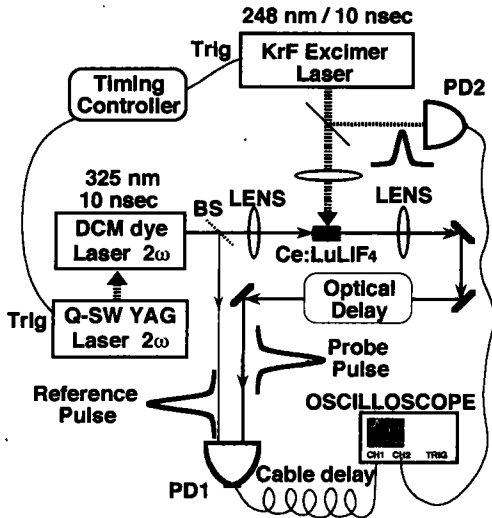 248 nm / 10 nsec
Trig
KrF Excimer
Laser
Timing
Controller
PD2
325 nm
10 nsec
BS
LENS
LENS
DCM dye
Laser 2ω
Ce:LuLiF4
Optical
Delay
Trig
Q-SW YAG
Laser 2ω
Probe
Pulse
Reference
Pulse
OSCILLOSCOPE
CH1 CH2 TRIG
Cable delay
PD1